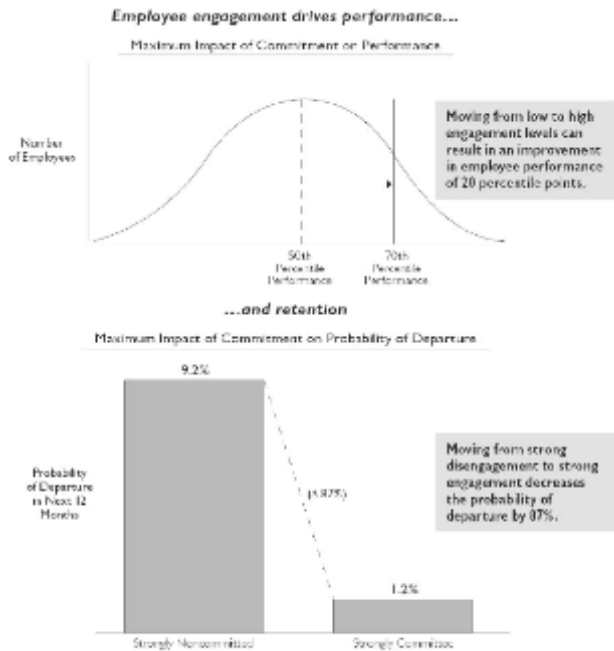 Employee engagement drives performance...
Maximum Impact of Commitment on Performance
Number
of Employees
Moving from low to high
engagement levels can
result in an improvement
in employee performance
of 20 percentile points.
50th
Percentile
Performance
70th
Percentile
Performance
...and retention
Maximum Impact of Commitment on Probability of Departure
9.2%
Probability
of Departure
in Next 12
Months
Moving from strong
disengagement to strong
engagement decreases
the probability of
departure by 87%.
1.2%
Strongly Noncommitted
Strongly Committed